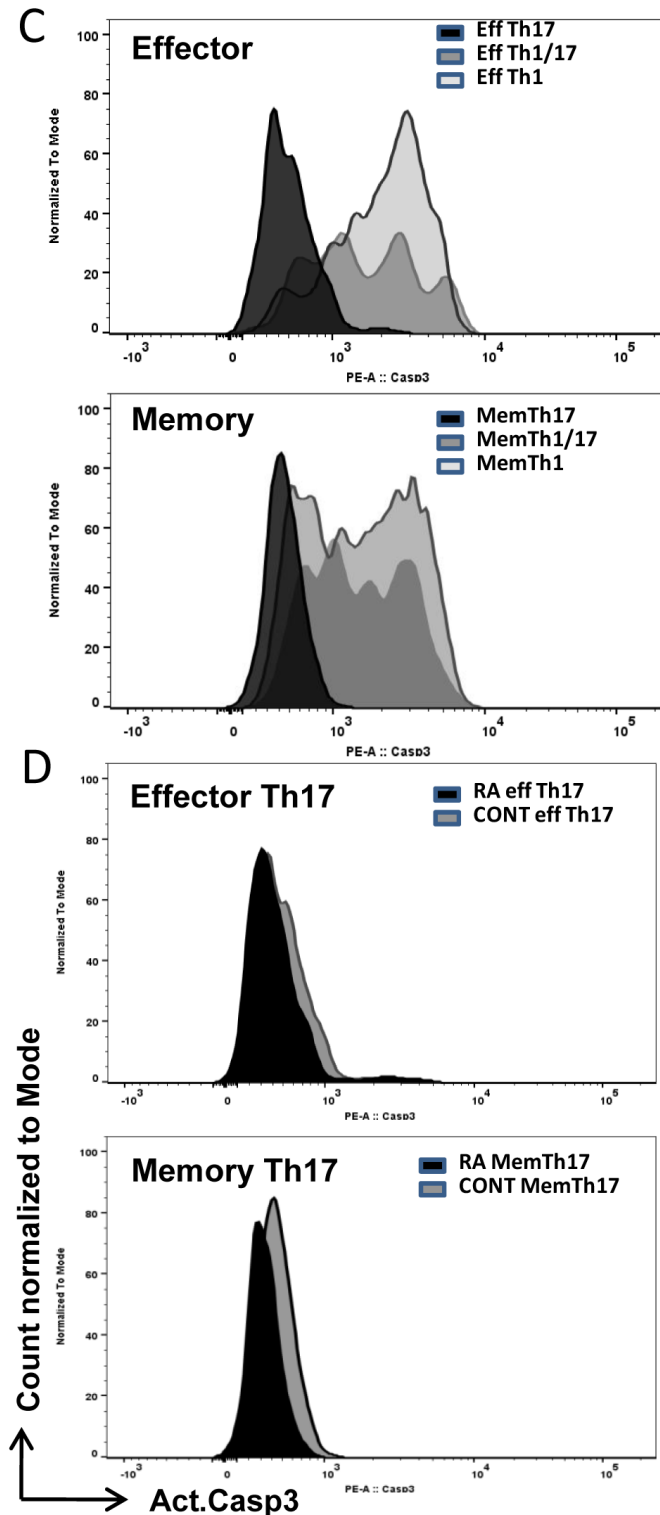 C
Effector
Eff Th17
Eff Th1/17
Eff Th1
Normalized To Mode
100
80
60
40
20
0
-10³ 0 10³ 10⁴ 10⁵
PE-A :: Casp3
Memory
MemTh17
MemTh1/17
MemTh1
Normalized To Mode
100
80
60
40
20
0
-10³ 0 10³ 10⁴ 10⁵
PE-A :: Casp3
D
Effector Th17
RA eff Th17
CONT eff Th17
Normalized To Mode
100
80
60
40
20
0
-10³ 0 10³ 10⁴ 10⁵
PE-A :: Casp3
Memory Th17
RA MemTh17
CONT MemTh17
Normalized To Mode
100
80
60
40
20
0
-10³ 0 10³ 10⁴ 10⁵
PE-A :: Casp3
Count normalized to Mode
Act.Casp3